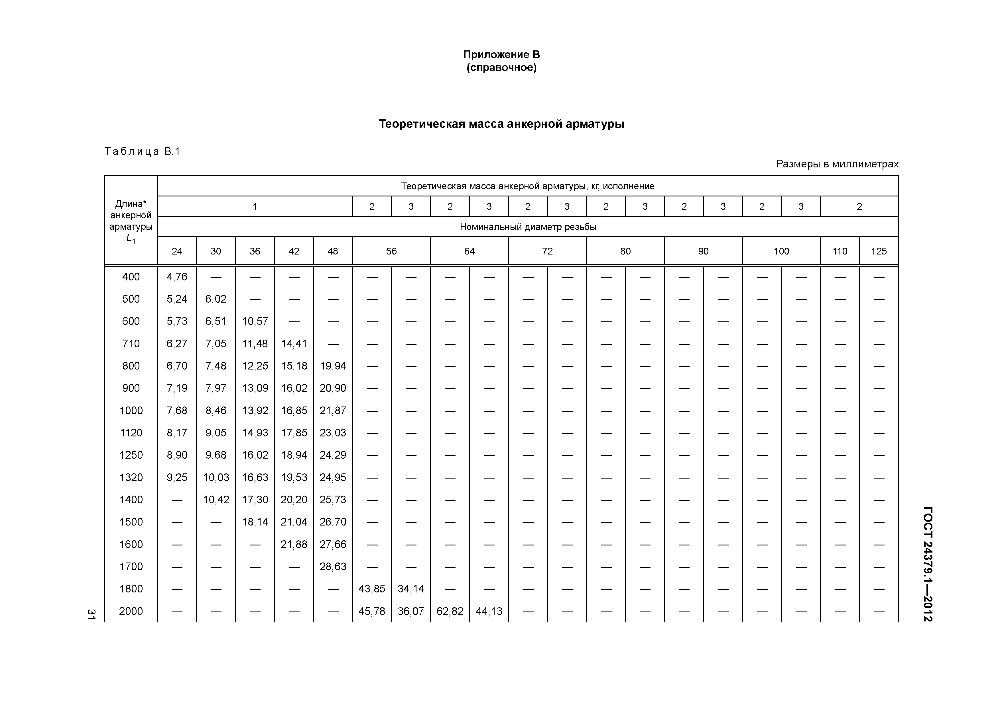 Приложение В
(справочное)
Теоретическая масса анкерной арматуры
Таблица В.1
Размеры в миллиметрах
Длина*
анкерной
арматуры
L1
Теоретическая масса анкерной арматуры, кг, исполнение
1 2 3 2 3 2 3 2 3 2 3 2 3 2
Номинальный диаметр резьбы
24 30 36 42 48 56 64 72 80 90 100 110 125
400 4,76 — — — — — — — — — — — — — — — — — —
500 5,24 6,02 — — — — — — — — — — — — — — — — —
600 5,73 6,51 10,57 — — — — — — — — — — — — — — — —
710 6,27 7,05 11,48 14,41 — — — — — — — — — — — — — — —
800 6,70 7,48 12,25 15,18 19,94 — — — — — — — — — — — — — —
900 7,19 7,97 13,09 16,02 20,90 — — — — — — — — — — — — — —
1000 7,68 8,46 13,92 16,85 21,87 — — — — — — — — — — — — — —
1120 8,17 9,05 14,93 17,85 23,03 — — — — — — — — — — — — — —
1250 8,90 9,68 16,02 18,94 24,29 — — — — — — — — — — — — — —
1320 9,25 10,03 16,63 19,53 24,95 — — — — — — — — — — — — — —
1400 — 10,42 17,30 20,20 25,73 — — — — — — — — — — — — — —
1500 — — 18,14 21,04 26,70 — — — — — — — — — — — — — —
1600 — — — 21,88 27,66 — — — — — — — — — — — — — —
1700 — — — — 28,63 — — — — — — — — — — — — — —
1800 — — — — — 43,85 34,14 — — — — — — — — — — — —
2000 — — — — — 45,78 36,07 62,82 44,13 — — — — — — — — — —
ГОСТ 24379.1—2012
31